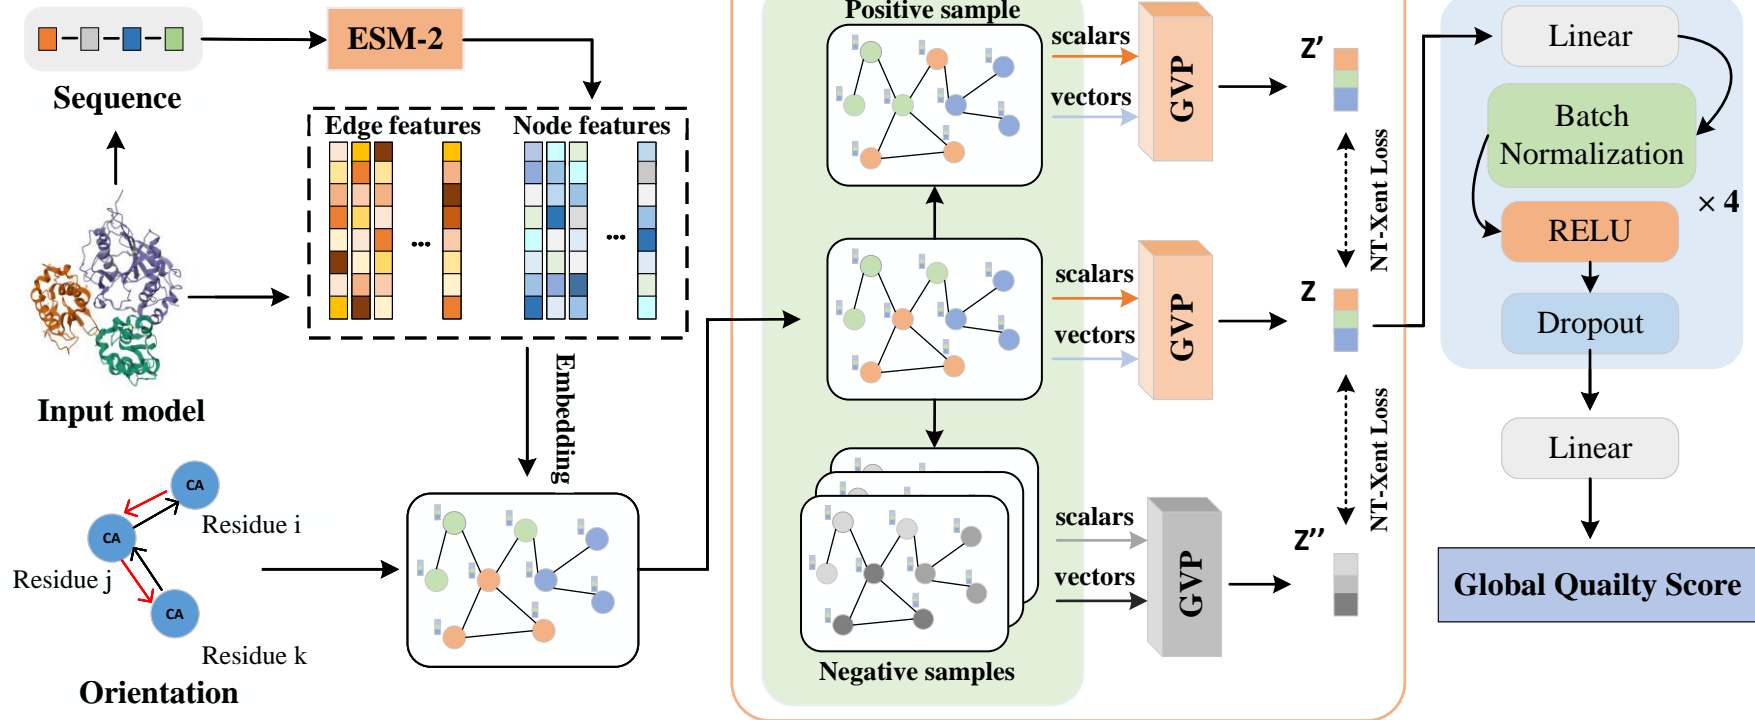 Sequence
ESM-2
Edge features
Node features
...
...
Input model
Embedding
CA
Residue i
CA
Residue j
CA
Residue k
Orientation
Positive sample
scalars
vectors
GVP
Z'
NT-Xent Loss
scalars
vectors
GVP
Z
NT-Xent Loss
scalars
vectors
GVP
Z''
Negative samples
Linear
Batch
Normalization
× 4
RELU
Dropout
Linear
Global Quailty Score